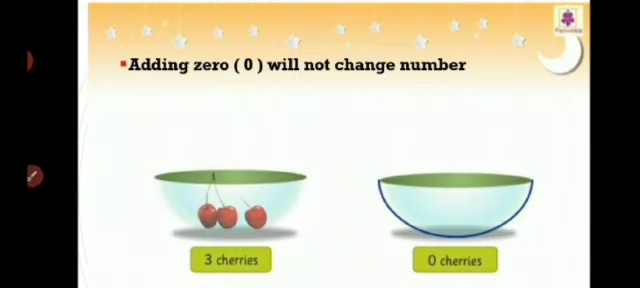 Adding zero ( 0 ) will not change number
3 cherries
0 cherries